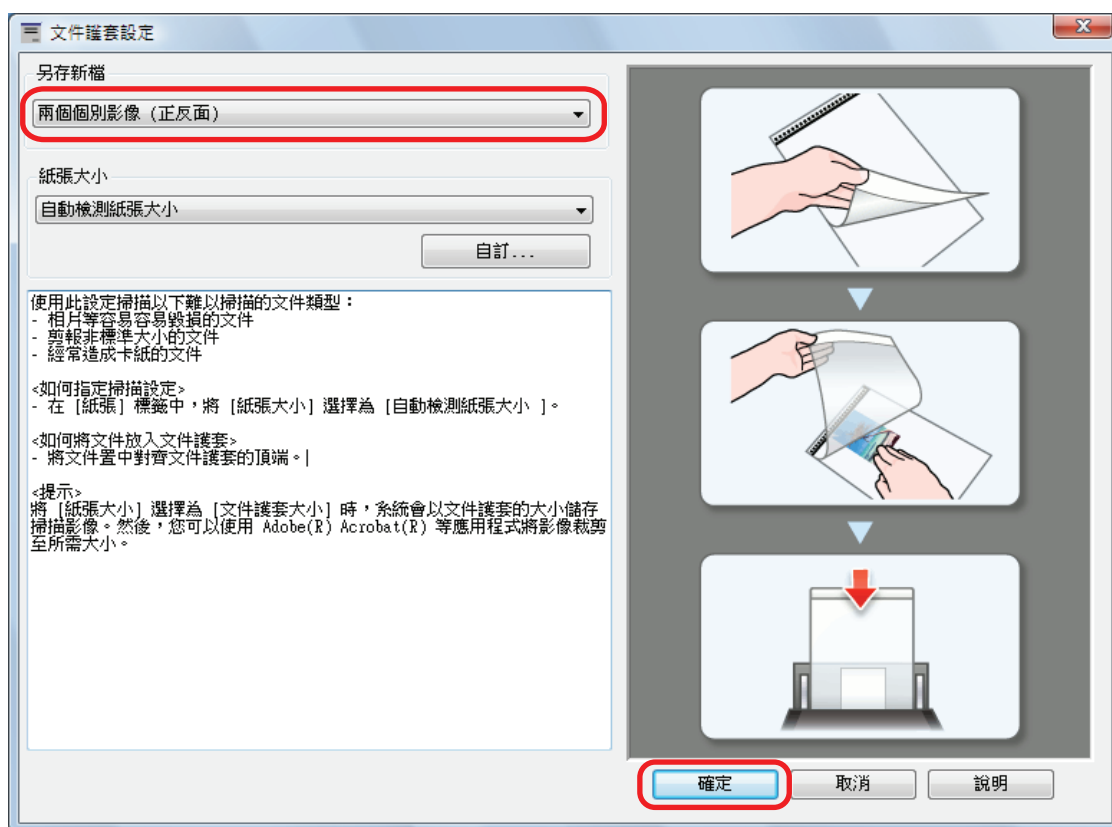 文件護套設定
另存新檔
兩個個別影像 (正反面)
紙張大小
自動檢測紙張大小
自訂...
使用此設定掃描以下難以掃描的文件類型：
- 相片等容易容易毀損的文件
- 剪報非標準大小的文件
- 經常造成卡紙的文件
<如何指定掃描設定>
- 在 [紙張] 標籤中，將 [紙張大小] 選擇為 [自動檢測紙張大小 ]。
<如何將文件放入文件護套>
- 將文件置中對齊文件護套的頂端。
<提示>
將 [紙張大小] 選擇為 [文件護套大小] 時，系統會以文件護套的大小儲存
掃描影像。然後，您可以使用 Adobe(R) Acrobat(R) 等應用程式將影像裁剪
至所需大小。
確定
取消
說明